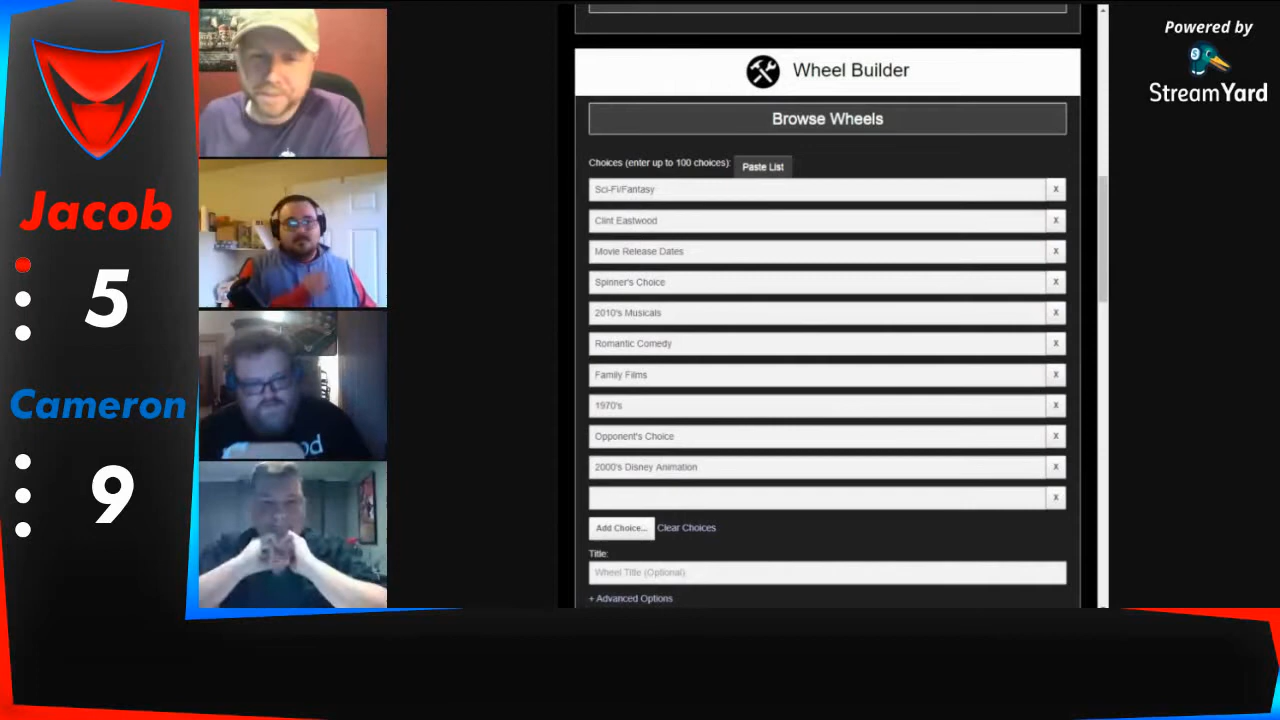 Jacob
5
Cameron
9
Wheel Builder
Browse Wheels
Choices (enter up to 100 choices):
Paste List
Sci-Fi/Fantasy
X
Clint Eastwood
X
Movie Release Dates
X
Spinner's Choice
X
2010's Musicals
X
Romantic Comedy
X
Family Films
X
1970's
X
Opponent's Choice
X
2000's Disney Animation
X
X
Add Choice...
Clear Choices
Title:
Wheel Title (Optional)
+ Advanced Options
Powered by
S
StreamYard
od